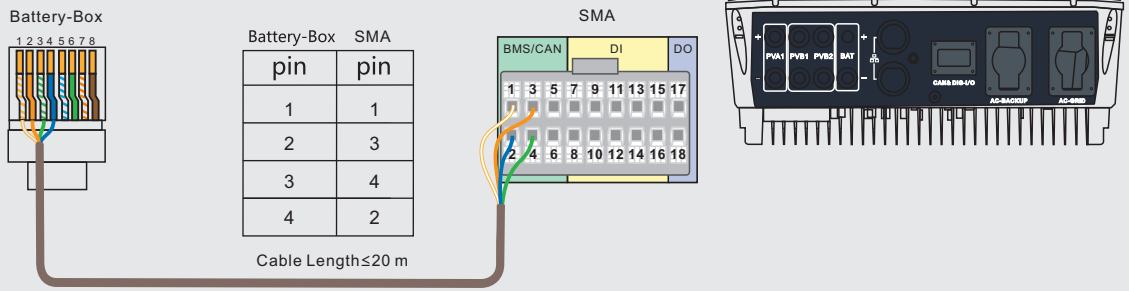 Battery-Box
1 2 3 4 5 6 7 8
Battery-Box SMA
pin pin
1 1
2 3
3 4
4 2
Cable Length≤20 m
SMA
BMS/CAN DI DO
1 3 5 7 9 11 13 15 17
2 4 6 8 10 12 14 16 18
+ +
PVA1 PVB1 PVB2 BAT
- -
CAN& DIG-I/O
AC-BACKUP AC-GRID